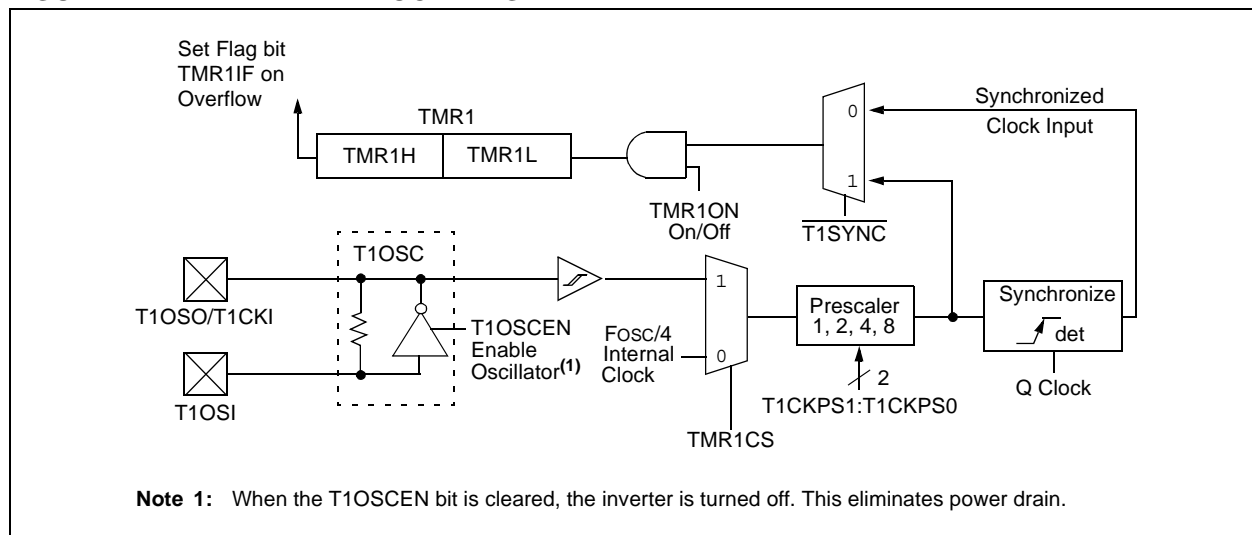 Set Flag bit
TMR1IF on
Overflow
TMR1
TMR1H
TMR1L
TMR1ON
On/Off
0
1
T1SYNC
Synchronized
Clock Input
T1OSC
T1OSO/T1CKI
T1OSI
T1OSCEN
Enable
Oscillator(1)
FOSC/4
Internal
Clock
1
0
TMR1CS
Prescaler
1, 2, 4, 8
2
T1CKPS1:T1CKPS0
Synchronize
det
Q Clock
Note 1: When the T1OSCEN bit is cleared, the inverter is turned off. This eliminates power drain.